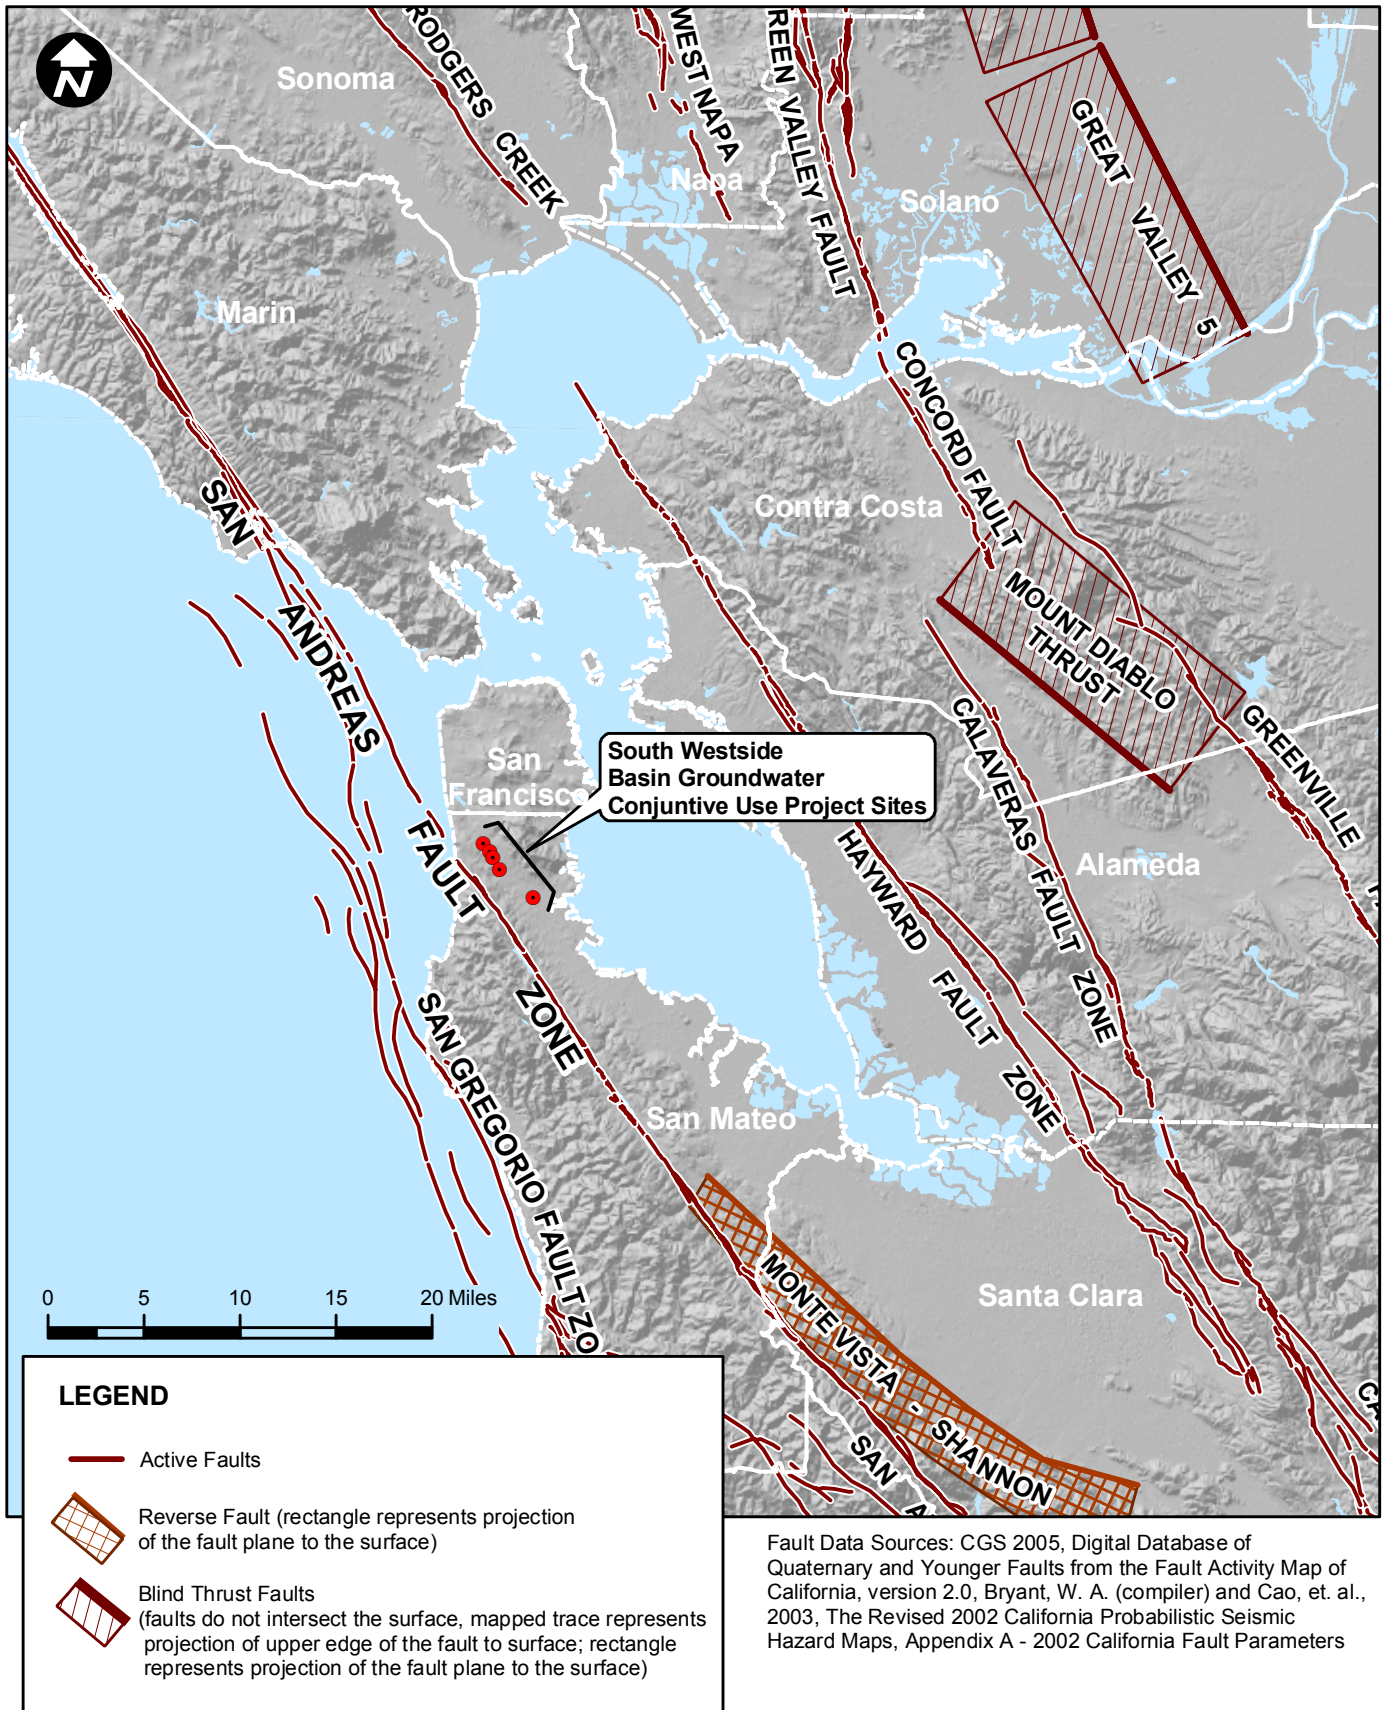 N
Sonoma
RODGERS CREEK
WEST NAPA
Napa
REEN VALLEY FAULT
Solano
GREAT VALLEY 5
Marin
CONCORD FAULT
Contra Costa
SAN ANDREAS FAULT ZONE
MOUNT DIABLO
THRUST
GREENVILLE
San
Francisco
South Westside
Basin Groundwater
Conjuntive Use Project Sites
CALAVERAS FAULT ZONE
Alameda
HAYWARD FAULT ZONE
SAN GREGORIO FAULT ZO
San Mateo
MONTE VISTA - SHANNON
Santa Clara
SAN A
CA
0 5 10 15 20 Miles
LEGEND
Active Faults
Reverse Fault (rectangle represents projection
of the fault plane to the surface)
Blind Thrust Faults
(faults do not intersect the surface, mapped trace represents
projection of upper edge of the fault to surface; rectangle
represents projection of the fault plane to the surface)
Fault Data Sources: CGS 2005, Digital Database of
Quaternary and Younger Faults from the Fault Activity Map of
California, version 2.0, Bryant, W. A. (compiler) and Cao, et. al.,
2003, The Revised 2002 California Probabilistic Seismic
Hazard Maps, Appendix A - 2002 California Fault Parameters